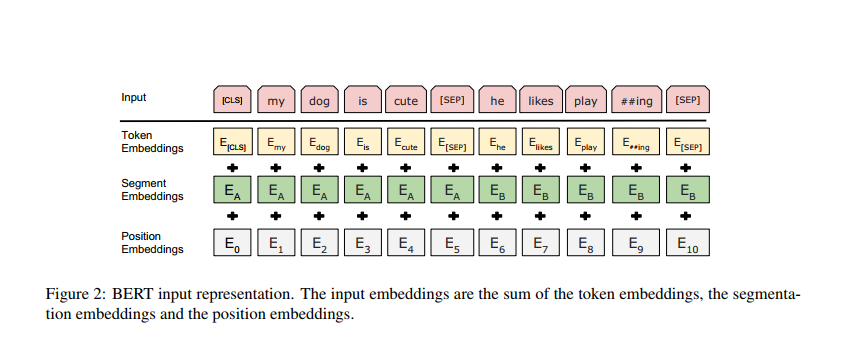 Input [CLS] my dog is cute [SEP] he likes play ##ing [SEP]
Token
Embeddings E[CLS] Emy Edog Eis Ecute E[SEP] Ehe Elikes Eplay E##ing E[SEP]
+ + + + + + + + + + +
Segment
Embeddings EA EA EA EA EA EA EB EB EB EB EB
+ + + + + + + + + + +
Position
Embeddings E0 E1 E2 E3 E4 E5 E6 E7 E8 E9 E10
Figure 2: BERT input representation. The input embeddings are the sum of the token embeddings, the segmenta-
tion embeddings and the position embeddings.